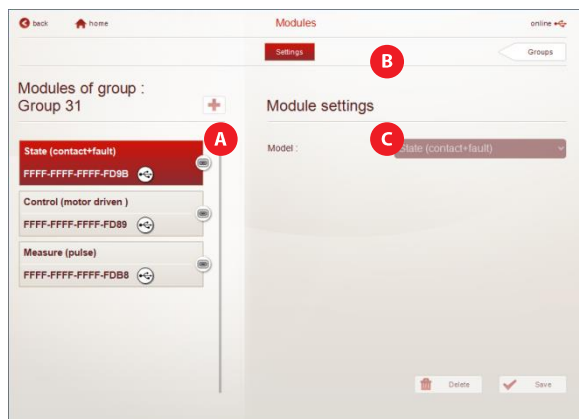 back
home
Modules
online
Settings
B
Groups
Modules of group :
Group 31
Module settings
A
State (contact+fault)
FFFF-FFFF-FFFF-FD9B
Model :
C
State (contact+fault)
Control (motor driven )
FFFF-FFFF-FFFF-FD89
Measure (pulse)
FFFF-FFFF-FFFF-FDB8
Delete
Save